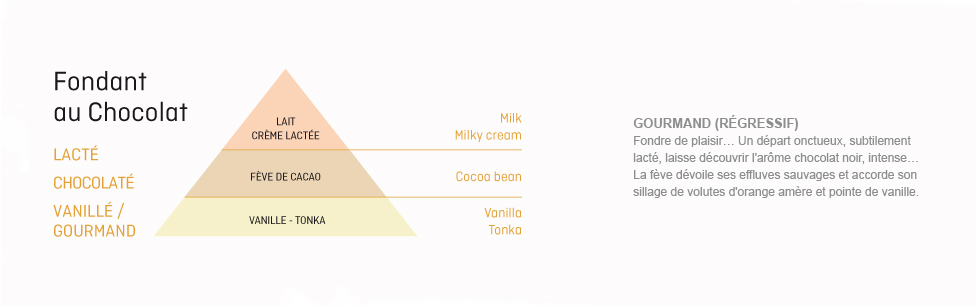 Fondant
au Chocolat
LACTÉ
CHOCOLATÉ
VANILLÉ /
GOURMAND
LAIT
CRÈME LACTÉE
FÈVE DE CACAO
VANILLE - TONKA
Milk
Milky cream
Cocoa bean
Vanilla
Tonka
GOURMAND (RÉGRESSIF)
Fondre de plaisir… Un départ onctueux, subtilement
lacté, laisse découvrir l'arôme chocolat noir, intense…
La fève dévoile ses effluves sauvages et accorde son
sillage de volutes d'orange amère et pointe de vanille.